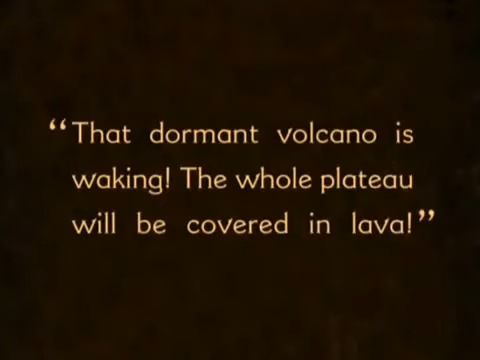 “That dormant volcano is
waking! The whole plateau
will be covered in lava!”